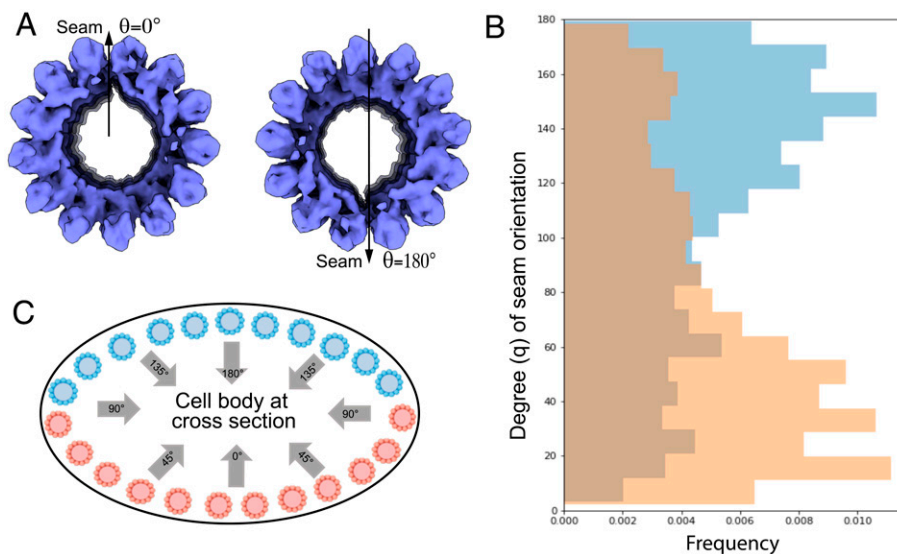 A
Seam θ=0°
Seam θ=180°
B
Degree (q) of seam orientation
180
160
140
120
100
80
60
40
20
0
0.000 0.002 0.004 0.006 0.008 0.010
Frequency
C
180°
135° 135°
90° 90°
Cell body at
cross section
45° 45°
0°